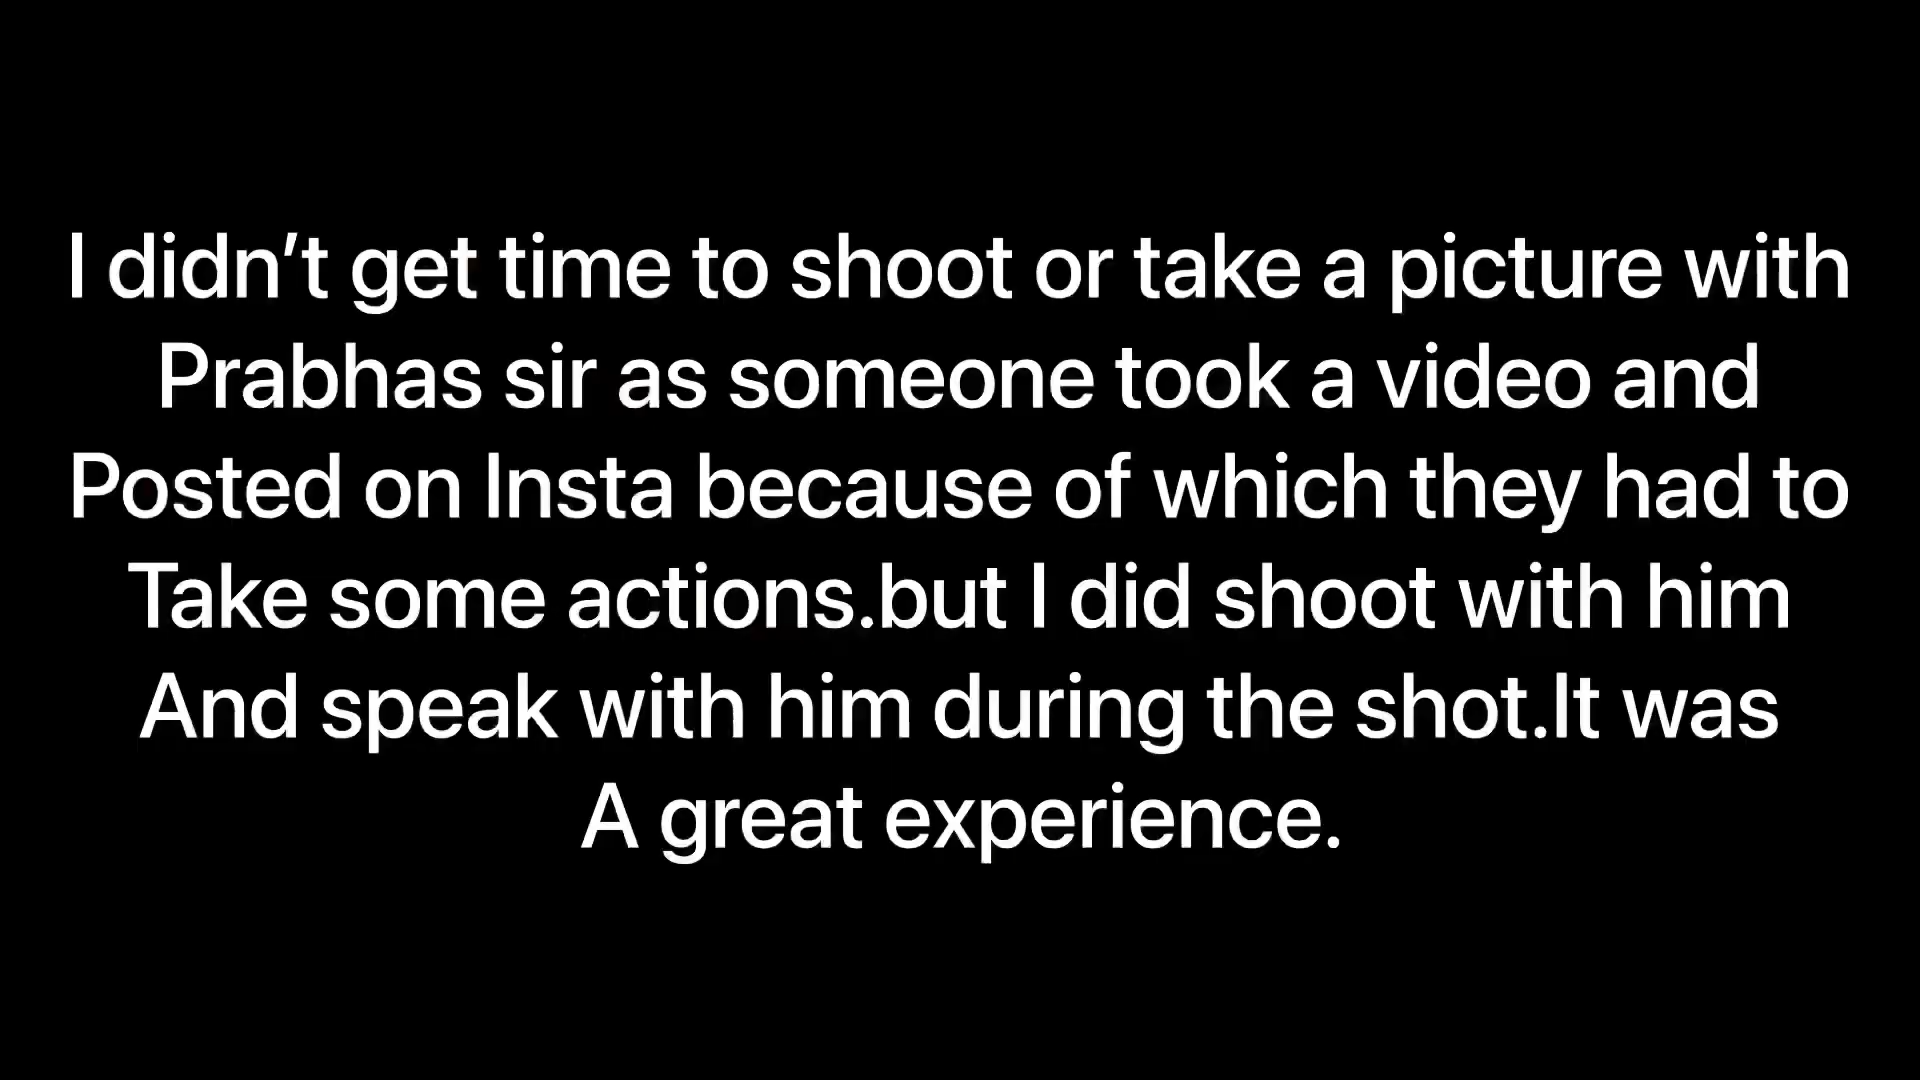 I didn’t get time to shoot or take a picture with
Prabhas sir as someone took a video and
Posted on Insta because of which they had to
Take some actions.but I did shoot with him
And speak with him during the shot.It was
A great experience.